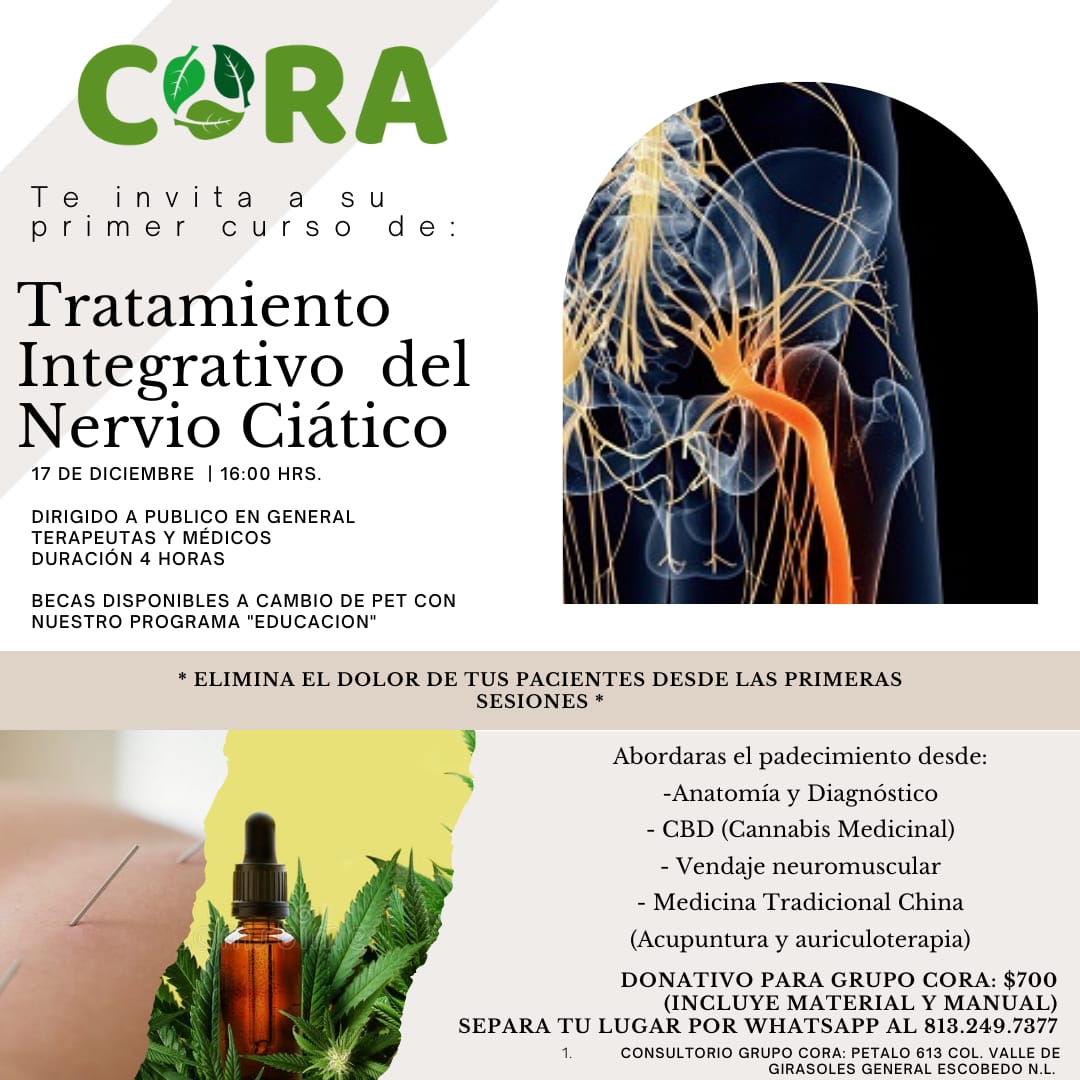 CORA
Te invita a su
primer curso de:
Tratamiento
Integrativo del
Nervio Ciático
17 DE DICIEMBRE | 16:00 HRS.
DIRIGIDO A PUBLICO EN GENERAL
TERAPEUTAS Y MÉDICOS
DURACIÓN 4 HORAS
BECAS DISPONIBLES A CAMBIO DE PET CON
NUESTRO PROGRAMA "EDUCACION"
* ELIMINA EL DOLOR DE TUS PACIENTES DESDE LAS PRIMERAS
SESIONES *
Abordaras el padecimiento desde:
-Anatomía y Diagnóstico
- CBD (Cannabis Medicinal)
- Vendaje neuromuscular
- Medicina Tradicional China
(Acupuntura y auriculoterapia)
DONATIVO PARA GRUPO CORA: $700
(INCLUYE MATERIAL Y MANUAL)
SEPARA TU LUGAR POR WHATSAPP AL 813.249.7377
1. CONSULTORIO GRUPO CORA: PETALO 613 COL. VALLE DE
GIRASOLES GENERAL ESCOBEDO N.L.